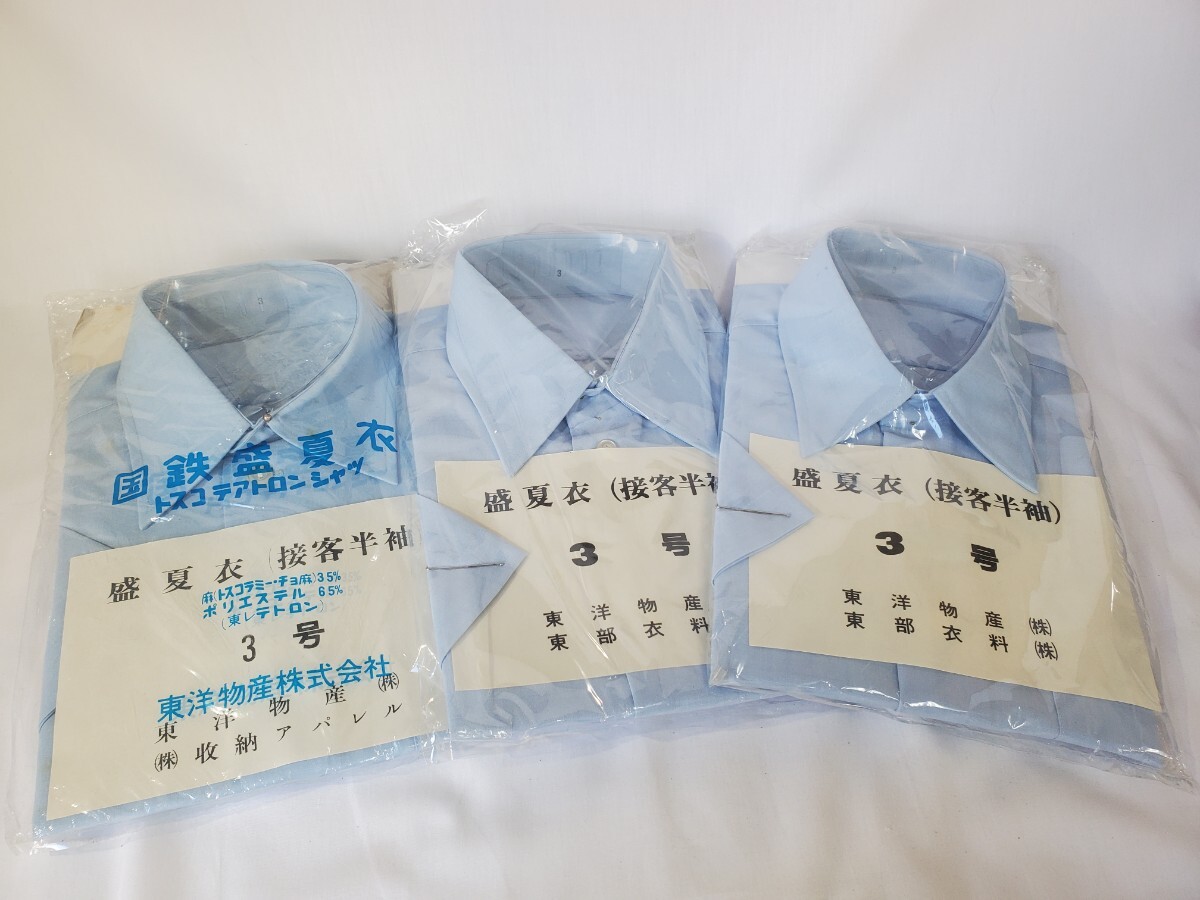 3
国鉄盛夏衣
トスコテアトロンシャツ
盛夏衣(接客半袖
麻(トスコラミー・チョ麻)35%
ポリエステル 65%
(東レテトロン)
3号
東洋物産株式会社
東洋物産(株)
(株)収納アパレル
3
盛夏衣(接客半袖
3号
東洋物産
東部衣料
盛夏衣(接客半袖)
3号
東洋物産(株)
東部衣料(株)